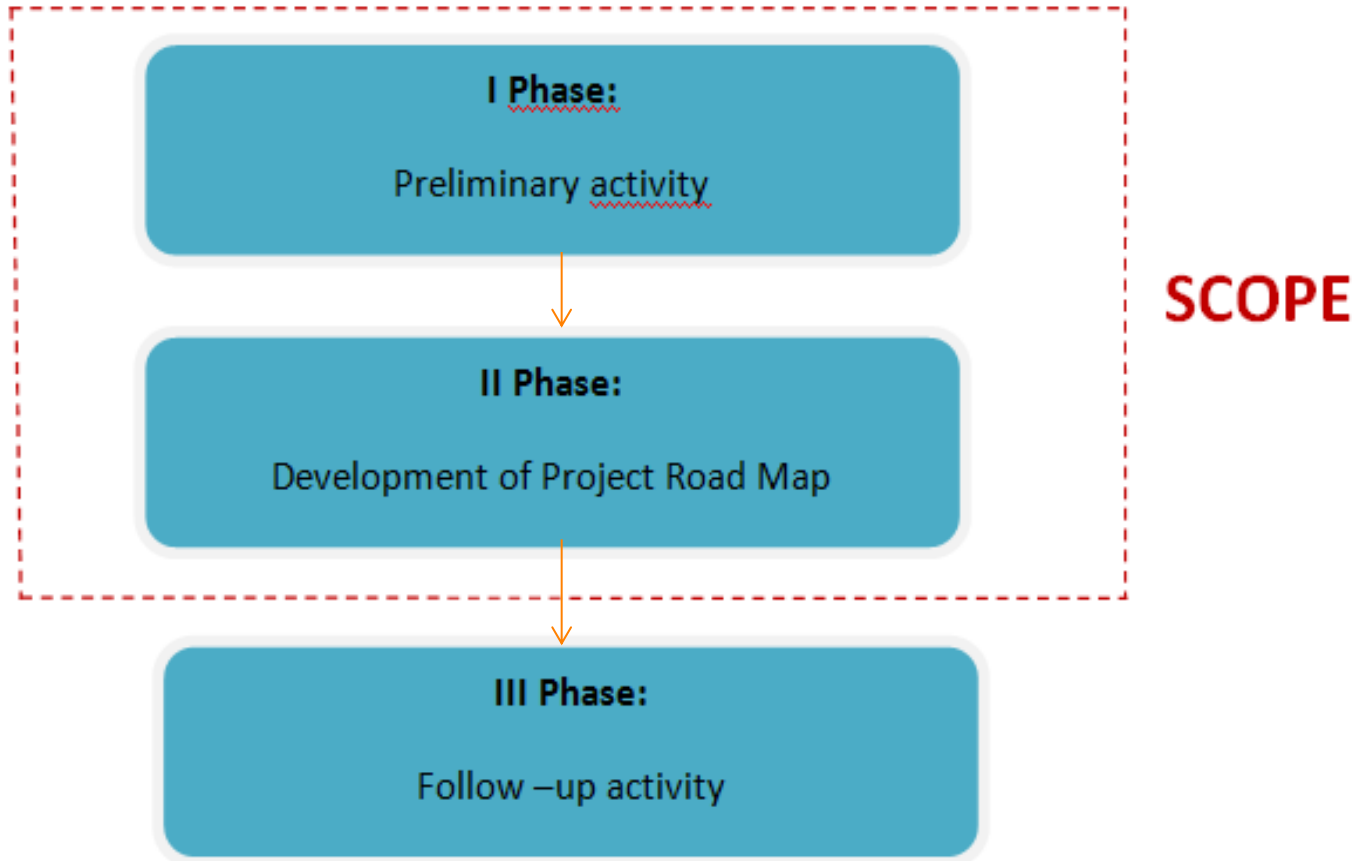 I Phase:
Preliminary activity
SCOPE
II Phase:
Development of Project Road Map
III Phase:
Follow –up activity